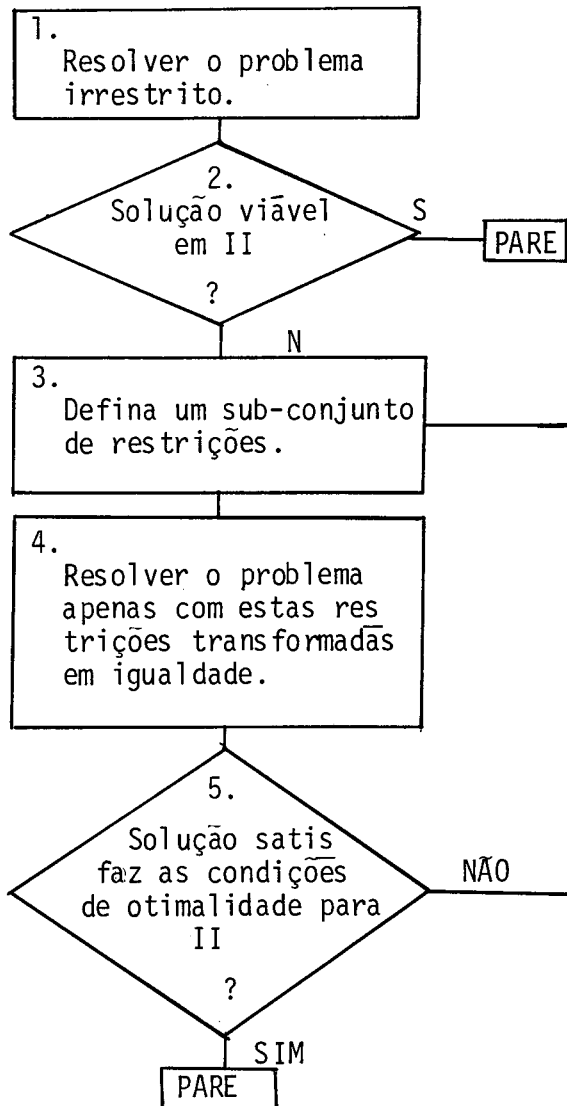 1.
Resolver o problema
irrestrito.
2.
Solução viável
em II
?
S
PARE
N
3.
Defina um sub-conjunto
de restrições.
4.
Resolver o problema
apenas com estas res
trições transformadas
em igualdade.
5.
Solução satis
faz as condições
de otimalidade para
II
?
NÃO
SIM
PARE